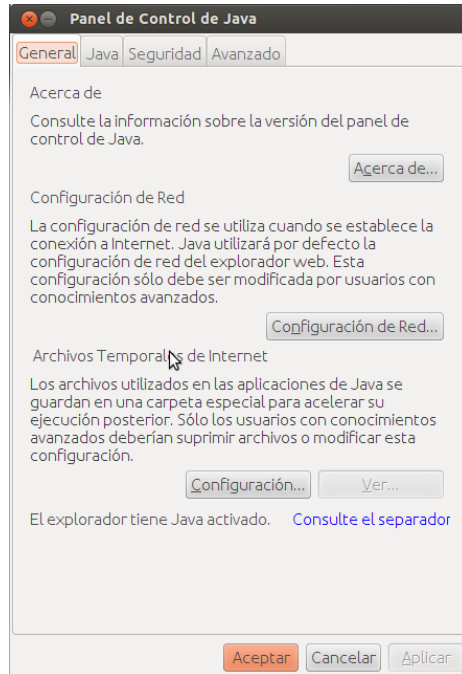 Panel de Control de Java
General Java Seguridad Avanzado
Acerca de
Consulte la información sobre la versión del panel de
control de Java.
Acerca de...
Configuración de Red
La configuración de red se utiliza cuando se establece la
conexión a Internet. Java utilizará por defecto la
configuración de red del explorador web. Esta
configuración sólo debe ser modificada por usuarios con
conocimientos avanzados.
Configuración de Red...
Archivos Temporales de Internet
Los archivos utilizados en las aplicaciones de Java se
guardan en una carpeta especial para acelerar su
ejecución posterior. Sólo los usuarios con conocimientos
avanzados deberían suprimir archivos o modificar esta
configuración.
Configuración... Ver...
El explorador tiene Java activado. Consulte el separador
Aceptar Cancelar Aplicar